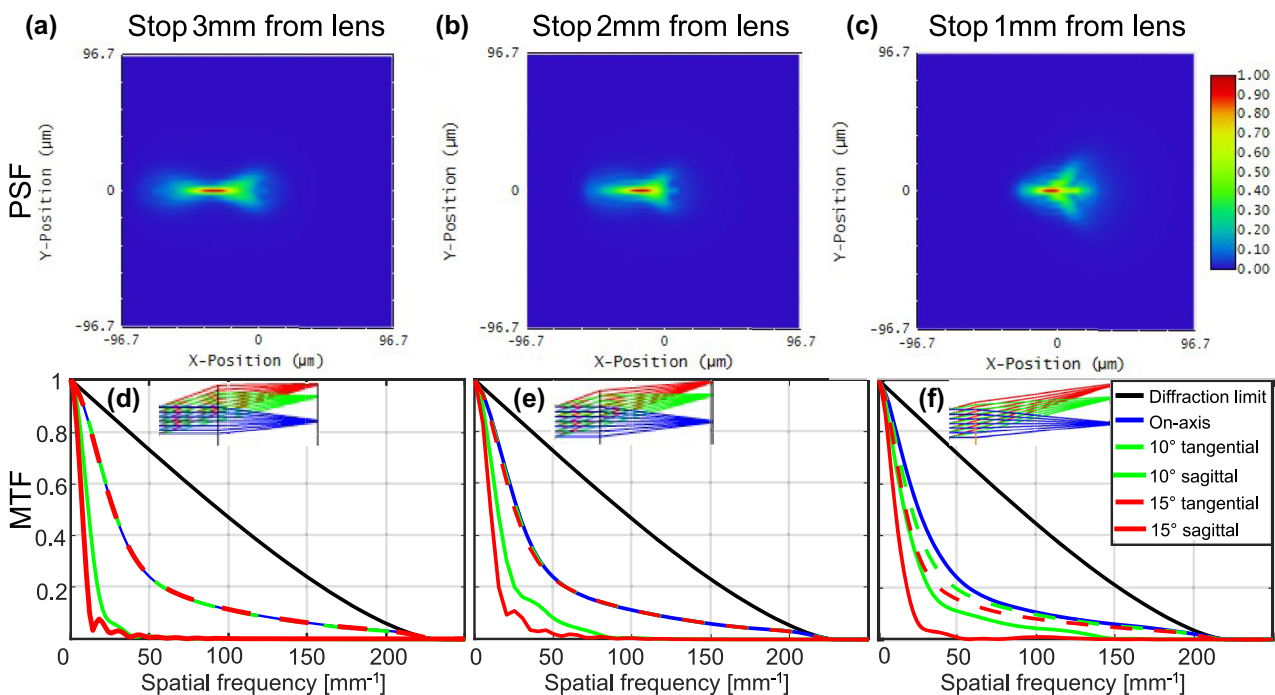 (a) Stop 3mm from lens
(b) Stop 2mm from lens
(c) Stop 1mm from lens
PSF
96.7
Y-Position (µm)
0
-96.7
-96.7 0 96.7
X-Position (µm)
96.7
Y-Position (µm)
0
-96.7
-96.7 0 96.7
X-Position (µm)
96.7
Y-Position (µm)
0
-96.7
-96.7 0 96.7
X-Position (µm)
1.00
0.90
0.80
0.70
0.60
0.50
0.40
0.30
0.20
0.10
0.00
MTF
1
0.8
0.6
0.4
0.2
(d)
0 50 100 150 200
Spatial frequency [mm-1]
(e)
0 50 100 150 200
Spatial frequency [mm-1]
(f)
Diffraction limit
On-axis
10° tangential
10° sagittal
15° tangential
15° sagittal
0 50 100 150 200
Spatial frequency [mm-1]